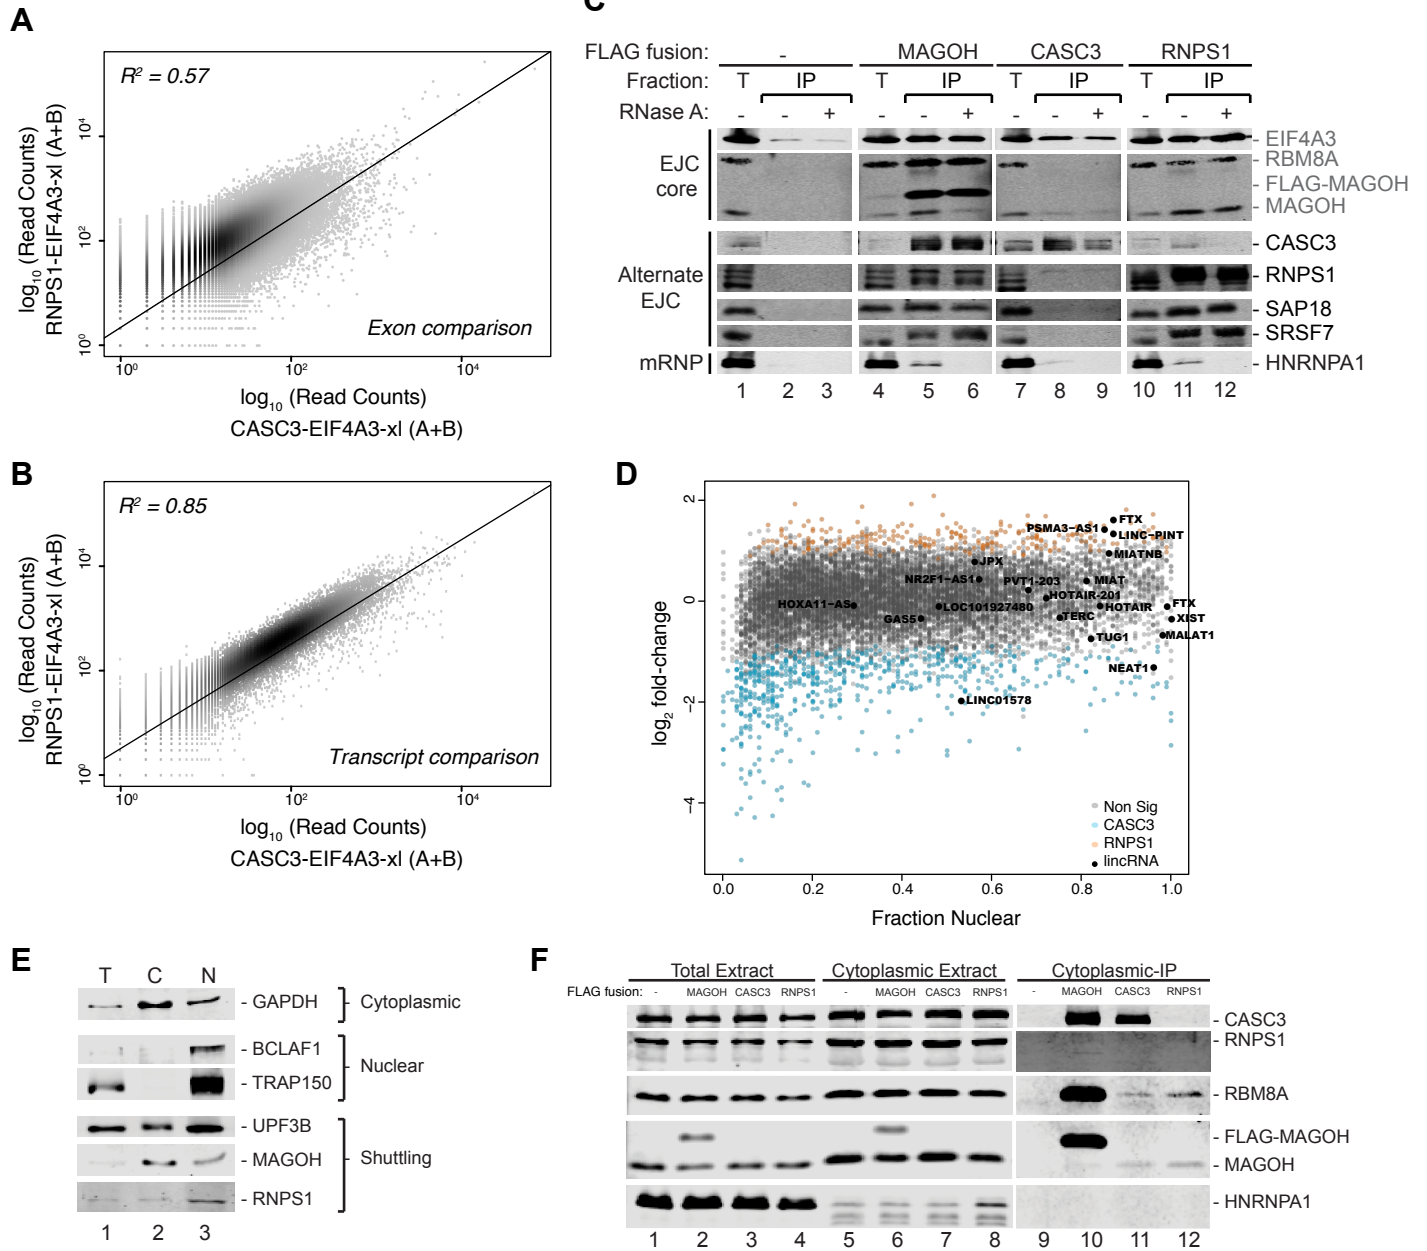 A
R² = 0.57
log₁₀ (Read Counts)
RNPS1-EIF4A3-xl (A+B)
10⁴
10²
10⁰
Exon comparison
10⁰ 10² 10⁴
log₁₀ (Read Counts)
CASC3-EIF4A3-xl (A+B)
B
R² = 0.85
log₁₀ (Read Counts)
RNPS1-EIF4A3-xl (A+B)
10⁴
10²
10⁰
Transcript comparison
10⁰ 10² 10⁴
log₁₀ (Read Counts)
CASC3-EIF4A3-xl (A+B)
C
FLAG fusion: - MAGOH CASC3 RNPS1
Fraction: T IP T IP T IP T IP
RNase A: - - + - - + - - + - - +
EJC core
- EIF4A3
- RBM8A
- FLAG-MAGOH
- MAGOH
Alternate EJC
- CASC3
- RNPS1
- SAP18
- SRSF7
mRNP
- HNRNPA1
1 2 3 4 5 6 7 8 9 10 11 12
D
log₂ fold-change
2
0
−2
−4
FTX
PSMA3−AS1
LINC−PINT
MIATNB
JPX
NR2F1−AS1
PVT1-203
MIAT
HOTAIR-201
HOXA11−AS
LOC101927480
HOTAIR
FTX
GAS5
TERC
XIST
TUG1
MALAT1
NEAT1
LINC01578
Non Sig
CASC3
RNPS1
lincRNA
0.0 0.2 0.4 0.6 0.8 1.0
Fraction Nuclear
E
T C N
- GAPDH
Cytoplasmic
- BCLAF1
- TRAP150
Nuclear
- UPF3B
- MAGOH
- RNPS1
Shuttling
1 2 3
F
Total Extract Cytoplasmic Extract Cytoplasmic-IP
FLAG fusion: - MAGOH CASC3 RNPS1 - MAGOH CASC3 RNPS1 - MAGOH CASC3 RNPS1
- CASC3
- RNPS1
- RBM8A
- FLAG-MAGOH
- MAGOH
- HNRNPA1
1 2 3 4 5 6 7 8 9 10 11 12